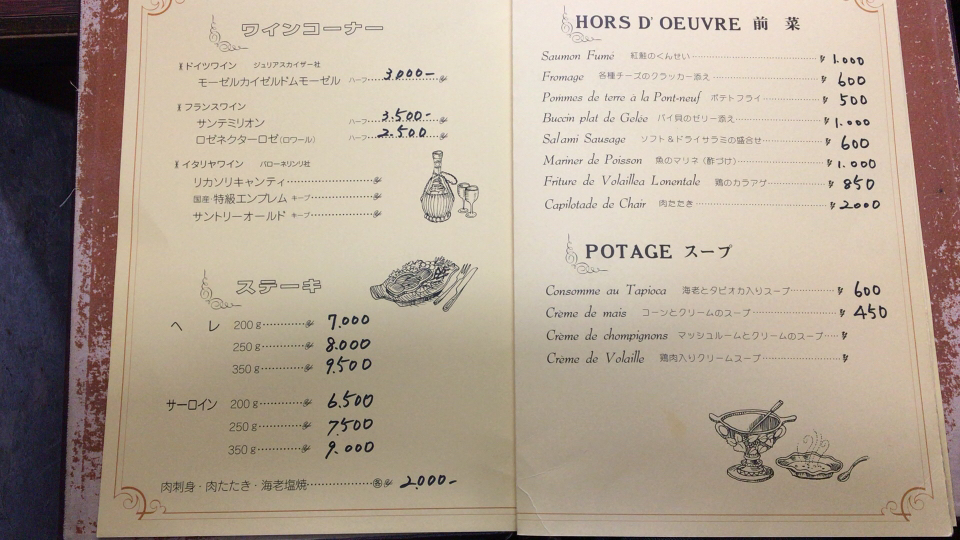 ワインコーナー
ドイツワイン ジュリアスカイザー社
モーゼルカイゼルドムモーゼル ハーフ 3,000-
フランスワイン
サンテミリオン ハーフ 3.500-
ロゼネクターロゼ(ロワール) ハーフ 2.500
イタリヤワイン バローネリンリ社
リカソリキャンティ
国産・特級エンブレム キープ
サントリーオールド キープ
ステーキ
ヘレ 200g 7.000
250g 8.000
350g 9.500
サーロイン 200g 6.500
250g 7.500
350g 9.000
肉刺身・肉たたき・海老塩焼 各 2.000-
HORS D'OEUVRE 前菜
Saumon Fumé 紅鮭のくんせい ¥1.000
Fromage 各種チーズのクラッカー添え ¥600
Pommes de terre à la Pont-neuf ポテトフライ ¥500
Buccin plat de Gelée バイ貝のゼリー添え ¥1.000
Salami Sausage ソフト&ドライサラミの盛合せ ¥600
Mariner de Poisson 魚のマリネ(酢づけ) ¥1.000
Friture de Volaillea Lonentale 鶏のカラアゲ ¥850
Capilotade de Chair 肉たたき ¥2000
POTAGE スープ
Consomme au Tapioca 海老とタピオカ入りスープ ¥600
Crème de mais コーンとクリームのスープ ¥450
Crème de chompignons マッシュルームとクリームのスープ ¥
Crème de Volaille 鶏肉入りクリームスープ ¥